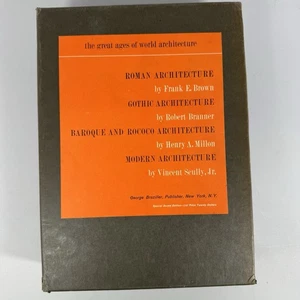 the great ages of world architecture
ROMAN ARCHITECTURE
by Frank E. Brown
GOTHIC ARCHITECTURE
by Robert Branner
BAROQUE AND ROCOCO ARCHITECTURE
by Henry A. Millon
MODERN ARCHITECTURE
by Vincent Scully, Jr.
George Braziller, Publisher, New York, N.Y.